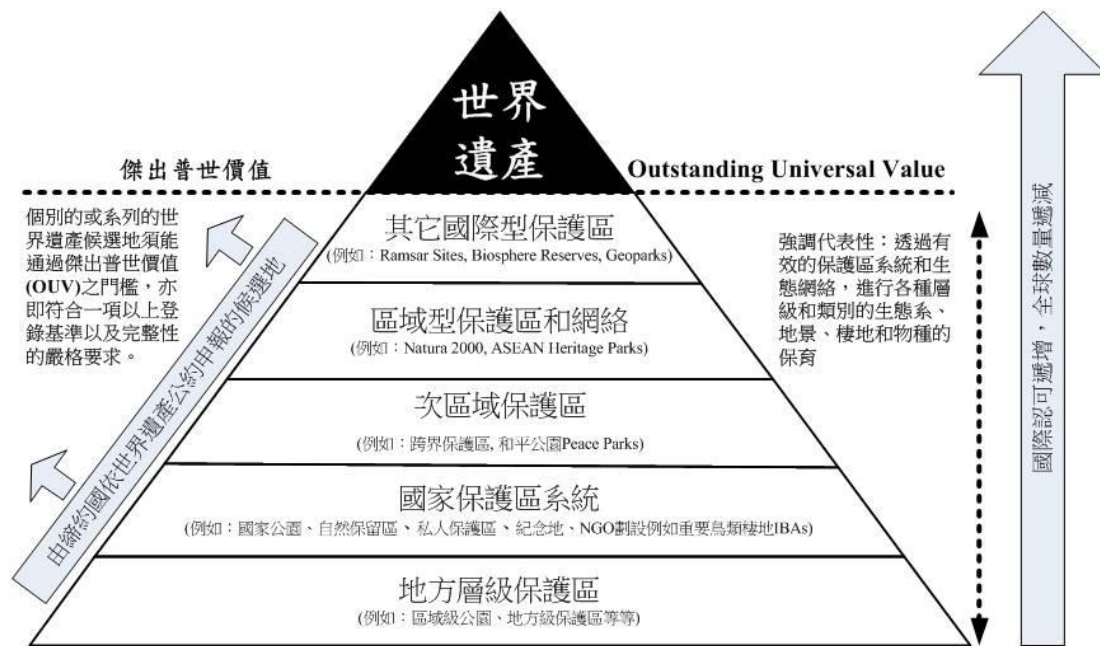 世界
遺產
傑出普世價值
Outstanding Universal Value
個別的或系列的世
界遺產候選地須能
通過傑出普世價值
(OUV)之門檻，亦
即符合一項以上登
錄基準以及完整性
的嚴格要求。
由締約國依世界遺產公約申報的候選地
其它國際型保護區
(例如：Ramsar Sites, Biosphere Reserves, Geoparks)
區域型保護區和網絡
(例如：Natura 2000, ASEAN Heritage Parks)
次區域保護區
(例如：跨界保護區, 和平公園Peace Parks)
國家保護區系統
(例如：國家公園、自然保留區、私人保護區、紀念地、NGO劃設例如重要鳥類棲地IBAs)
地方層級保護區
(例如：區域級公園、地方級保護區等等)
強調代表性：透過有
效的保護區系統和生
態網絡，進行各種層
級和類別的生態系、
地景、棲地和物種的
保育
國際認可遞增，全球數量遞減